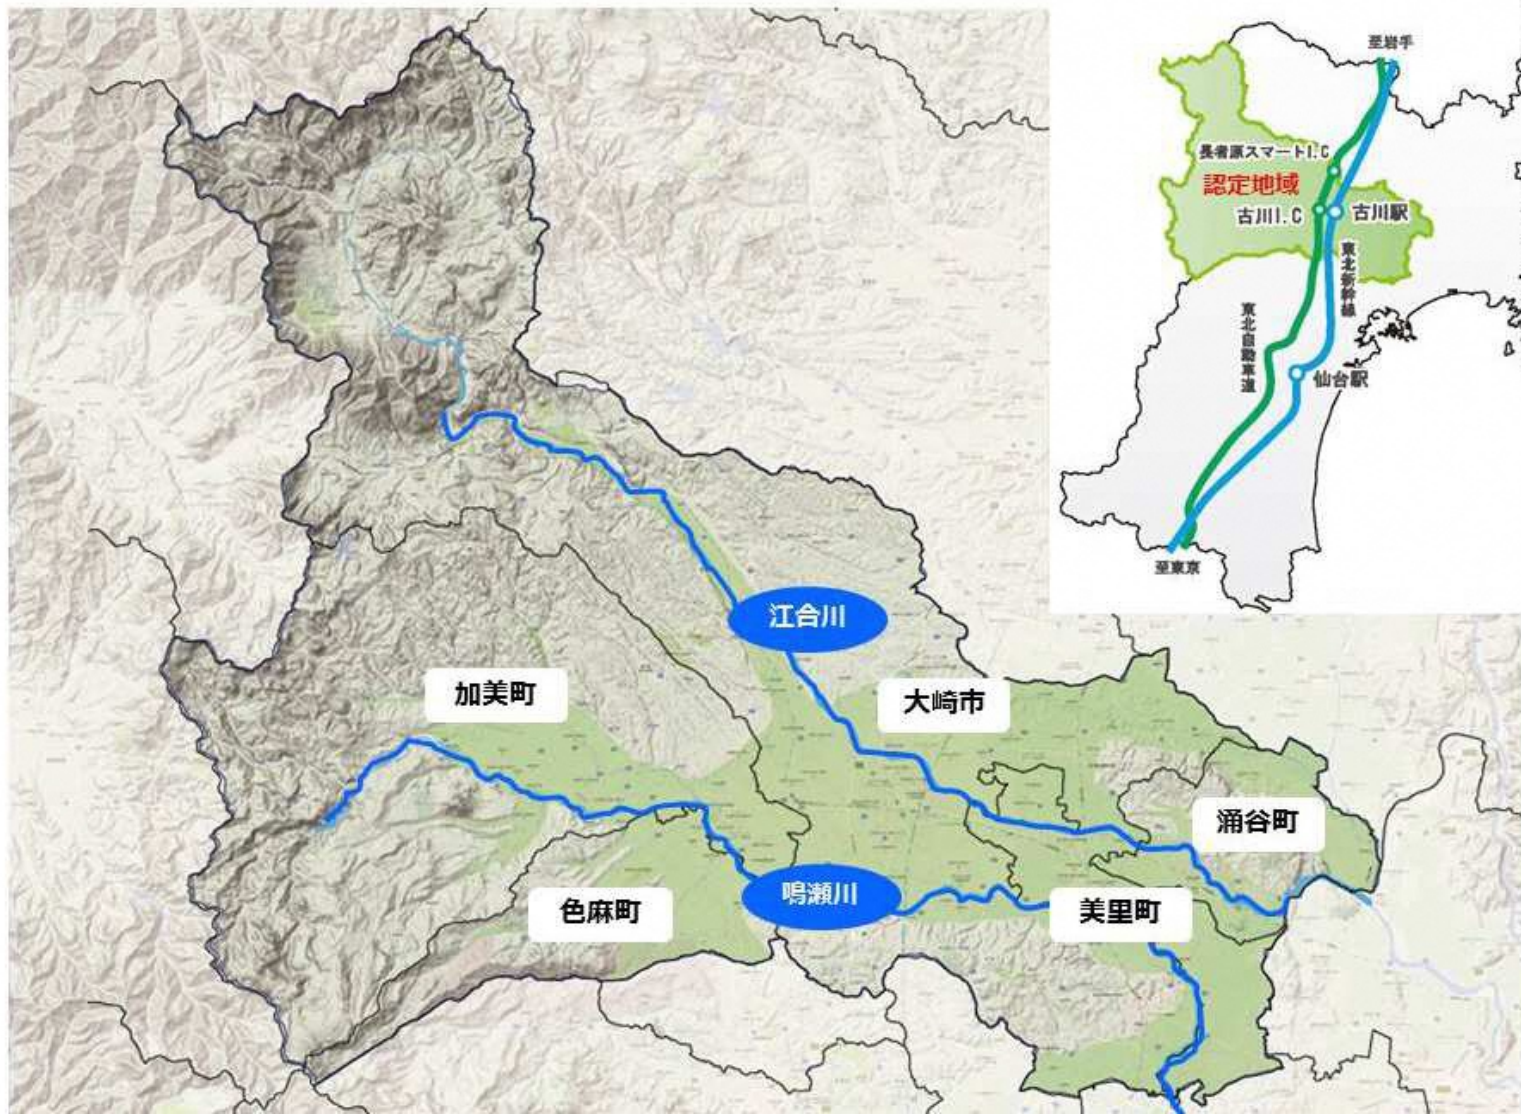 至岩手
長者原スマートI.C
認定地域
古川I.C
古川駅
東北新幹線
東北自動車道
仙台駅
至東京
江合川
加美町
大崎市
涌谷町
鳴瀬川
色麻町
美里町